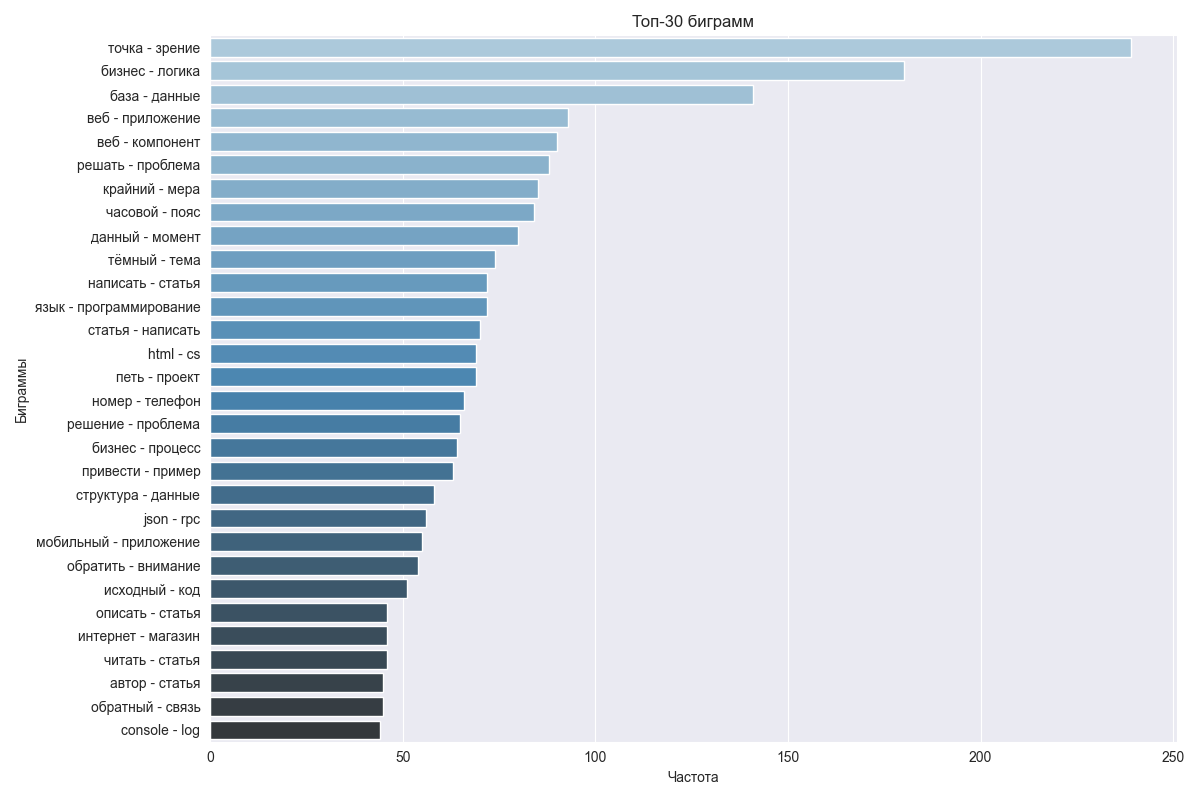 Топ-30 биграмм
Биграммы
точка - зрение
бизнес - логика
база - данные
веб - приложение
веб - компонент
решать - проблема
крайний - мера
часовой - пояс
данный - момент
тёмный - тема
написать - статья
язык - программирование
статья - написать
html - cs
петь - проект
номер - телефон
решение - проблема
бизнес - процесс
привести - пример
структура - данные
json - rpc
мобильный - приложение
обратить - внимание
исходный - код
описать - статья
интернет - магазин
читать - статья
автор - статья
обратный - связь
console - log
0 50 100 150 200 250
Частота